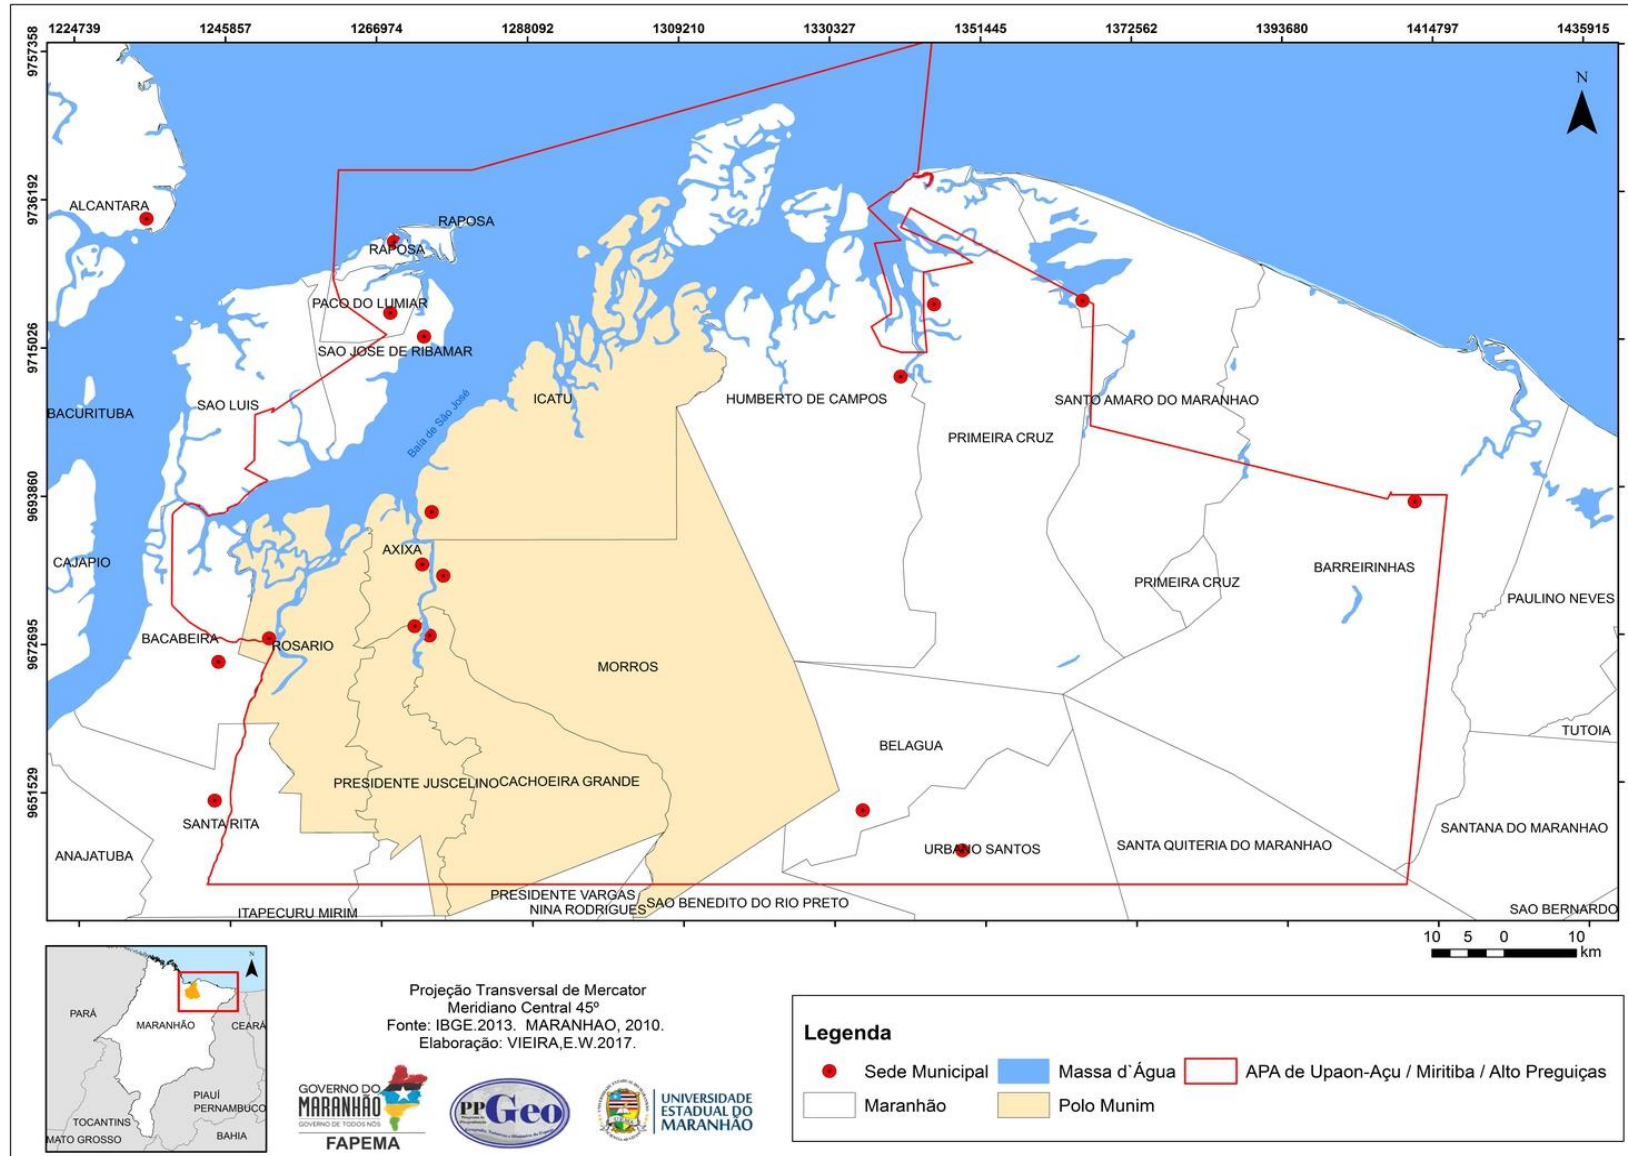 1224739 1245857 1266974 1288092 1309210 1330327 1351445 1372562 1393680 1414797 1435915
9757358
9736192
9715026
9693860
9672695
9651529
N
ALCANTARA
RAPOSA
RAPOSA
PACO DO LUMIAR
SAO JOSE DE RIBAMAR
BACURITUBA
SAO LUIS
Baía de São José
ICATU
HUMBERTO DE CAMPOS
SANTO AMARO DO MARANHAO
PRIMEIRA CRUZ
CAJAPIO
AXIXA
PRIMEIRA CRUZ
BARREIRINHAS
PAULINO NEVES
BACABEIRA
ROSARIO
MORROS
BELAGUA
TUTOIA
PRESIDENTE JUSCELINO
CACHOEIRA GRANDE
SANTA RITA
ANAJATUBA
URBANO SANTOS
SANTA QUITERIA DO MARANHAO
SANTANA DO MARANHAO
PRESIDENTE VARGAS
NINA RODRIGUES
SAO BENEDITO DO RIO PRETO
ITAPECURU MIRIM
SAO BERNARDO
10 5 0 10
km
N
PARÁ
MARANHÃO
CEARÁ
PIAUÍ
PERNAMBUCO
TOCANTINS
MATO GROSSO
BAHIA
Projeção Transversal de Mercator
Meridiano Central 45º
Fonte: IBGE.2013. MARANHAO, 2010.
Elaboração: VIEIRA,E.W.2017.
GOVERNO DO
MARANHÃO
GOVERNO DE TODOS NÓS
FAPEMA
PPGeo
UNIVERSIDADE
ESTADUAL DO
MARANHÃO
Legenda
Sede Municipal
Massa d`Água
APA de Upaon-Açu / Miritiba / Alto Preguiças
Maranhão
Polo Munim